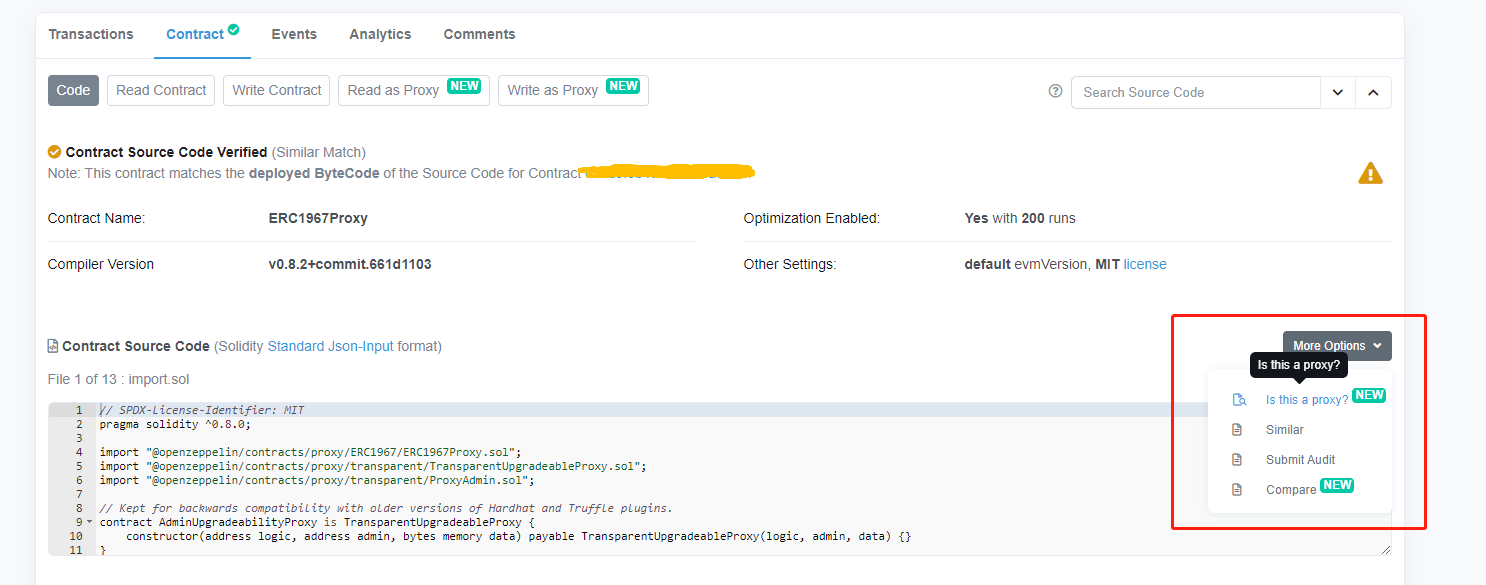 Transactions Contract Events Analytics Comments
Code Read Contract Write Contract Read as Proxy NEW Write as Proxy NEW Search Source Code
Contract Source Code Verified (Similar Match)
Note: This contract matches the deployed ByteCode of the Source Code for Contract
Contract Name: ERC1967Proxy Optimization Enabled: Yes with 200 runs
Compiler Version v0.8.2+commit.661d1103 Other Settings: default evmVersion, MIT license
Contract Source Code (Solidity Standard Json-Input format) More Options
Is this a proxy?
File 1 of 13 : import.sol
Is this a proxy? NEW
Similar
Submit Audit
Compare NEW
1 // SPDX-License-Identifier: MIT
2 pragma solidity ^0.8.0;
3
4 import "@openzeppelin/contracts/proxy/ERC1967/ERC1967Proxy.sol";
5 import "@openzeppelin/contracts/proxy/transparent/TransparentUpgradeableProxy.sol";
6 import "@openzeppelin/contracts/proxy/transparent/ProxyAdmin.sol";
7
8 // Kept for backwards compatibility with older versions of Hardhat and Truffle plugins.
9 contract AdminUpgradeabilityProxy is TransparentUpgradeableProxy {
10 constructor(address logic, address admin, bytes memory data) payable TransparentUpgradeableProxy(logic, admin, data) {}
11 }